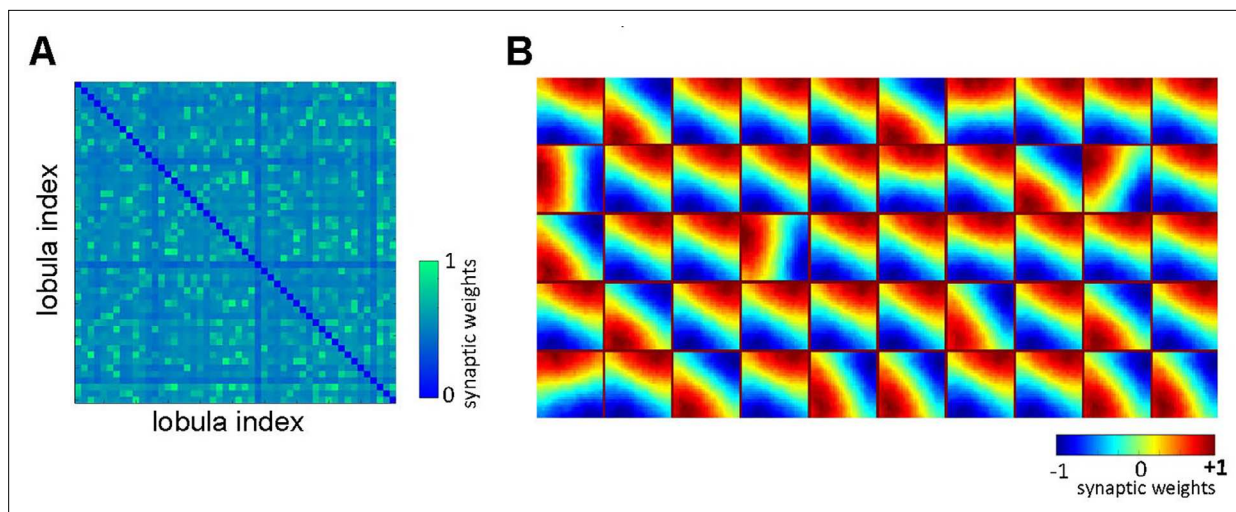 A
B
lobula index
lobula index
1
0
synaptic weights
-1
0
+1
synaptic weights